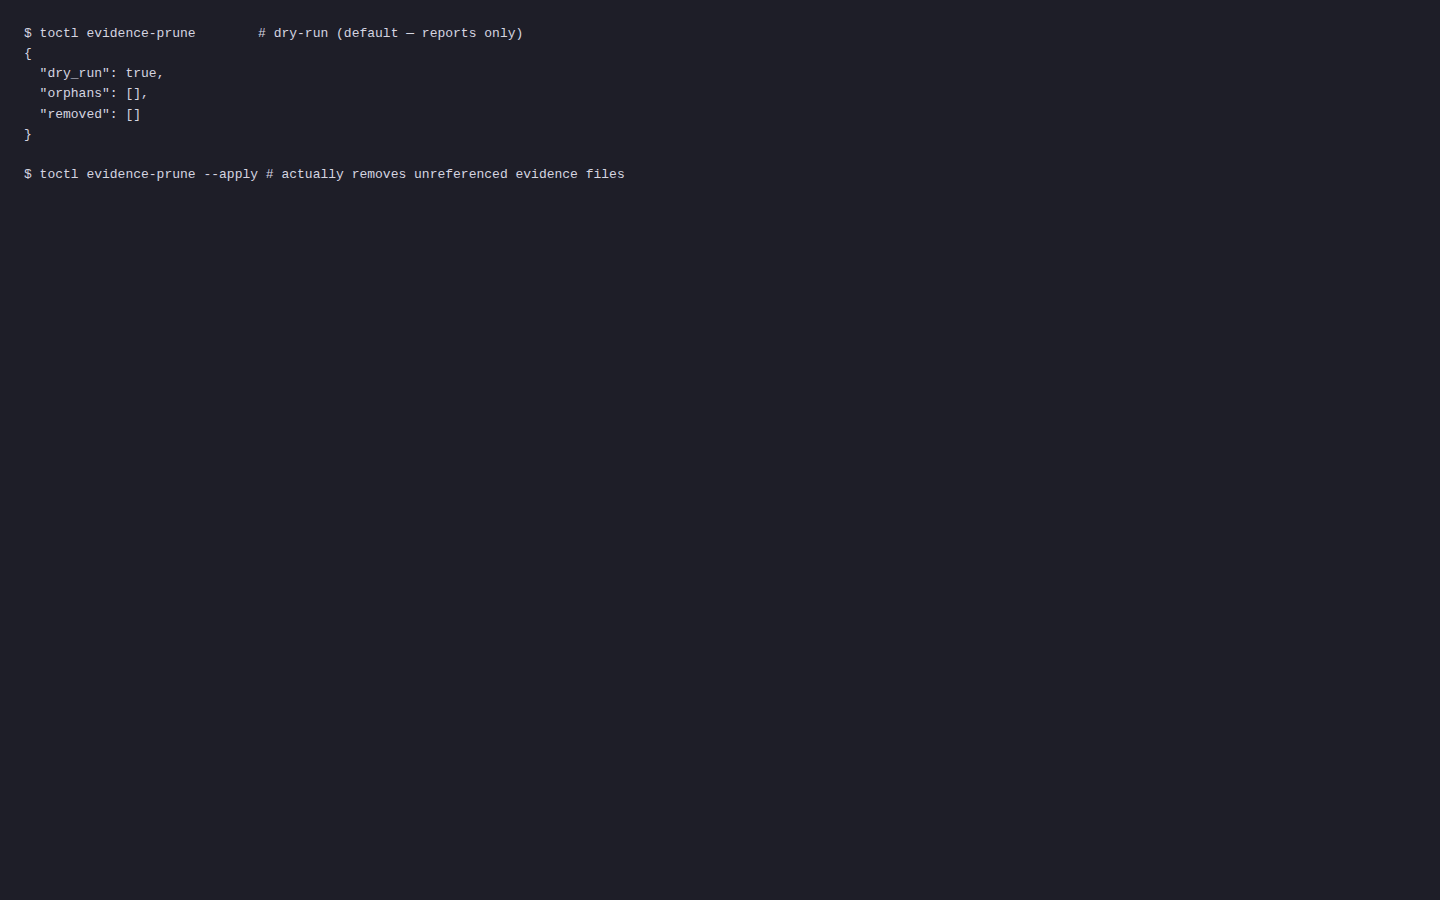 $ toctl evidence-prune        # dry-run (default — reports only)
{
  "dry_run": true,
  "orphans": [],
  "removed": []
}

$ toctl evidence-prune --apply # actually removes unreferenced evidence files